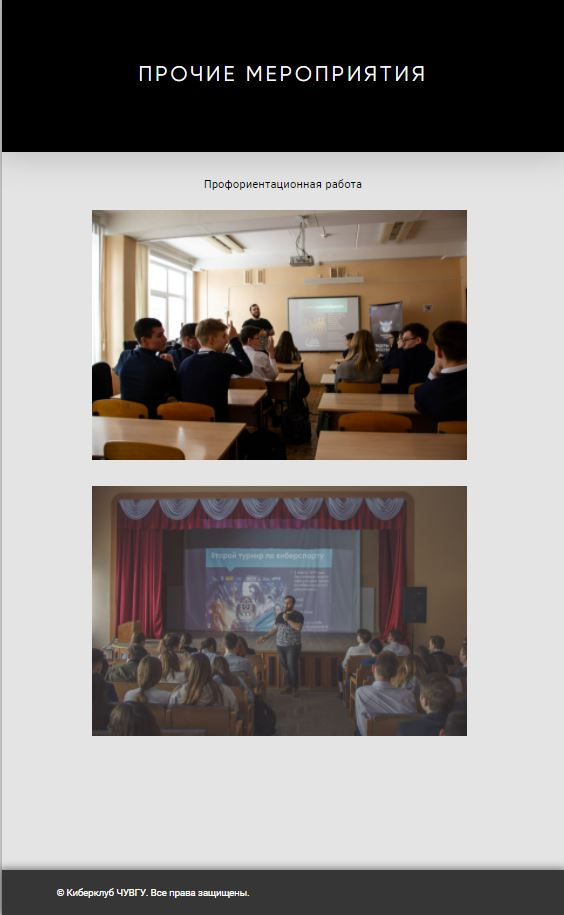 ПРОЧИЕ МЕРОПРИЯТИЯ
Профориентационная работа
Второй турнир по киберспорту
© Киберклуб ЧУВГУ. Все права защищены.